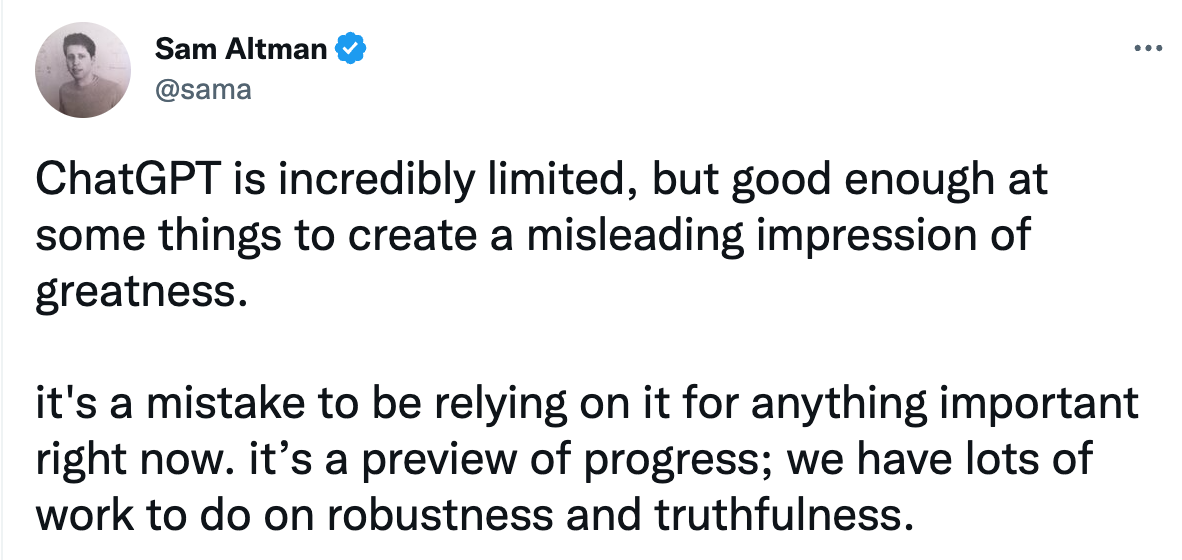 Sam Altman
@sama
ChatGPT is incredibly limited, but good enough at
some things to create a misleading impression of
greatness.
it's a mistake to be relying on it for anything important
right now. it’s a preview of progress; we have lots of
work to do on robustness and truthfulness.